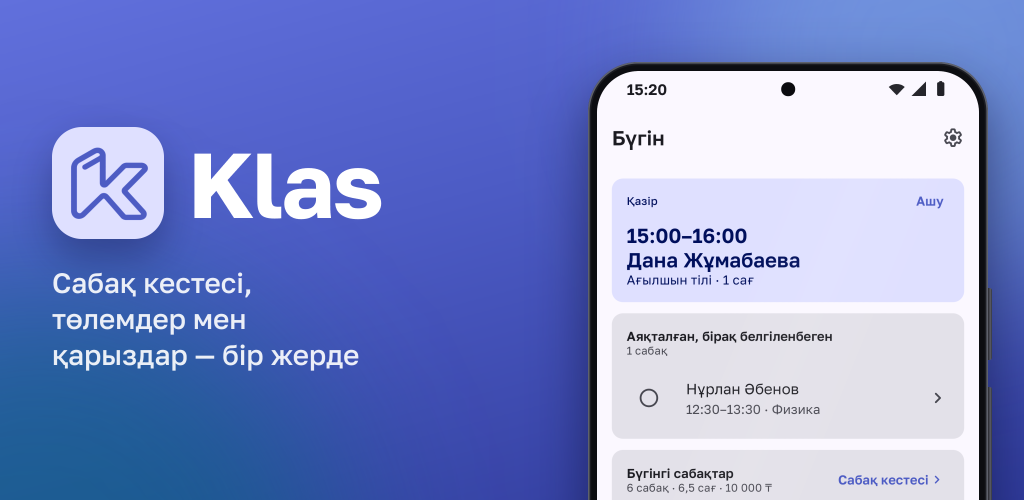 Klas
Сабақ кестесі,
төлемдер мен
қарыздар — бір жерде
15:20
Бүгін
Қазір
Ашу
15:00–16:00
Дана Жұмабаева
Ағылшын тілі · 1 сағ
Аяқталған, бірақ белгіленбеген
1 сабақ
Нұрлан Әбенов
12:30–13:30 · Физика
Бүгінгі сабақтар
Сабақ кестесі
6 сабақ · 6,5 сағ · 10 000 ₸